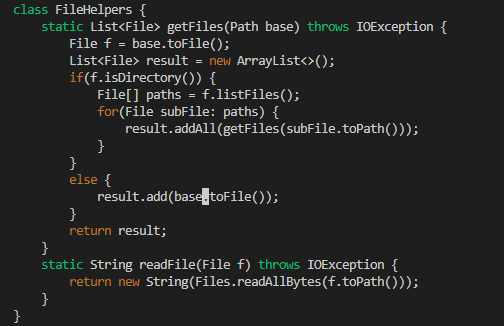 class FileHelpers {
    static List<File> getFiles(Path base) throws IOException {
        File f = base.toFile();
        List<File> result = new ArrayList<>();
        if(f.isDirectory()) {
            File[] paths = f.listFiles();
            for(File subFile: paths) {
                result.addAll(getFiles(subFile.toPath()));
            }
        }
        else {
            result.add(base.toFile());
        }
        return result;
    }
    static String readFile(File f) throws IOException {
        return new String(Files.readAllBytes(f.toPath()));
    }
}